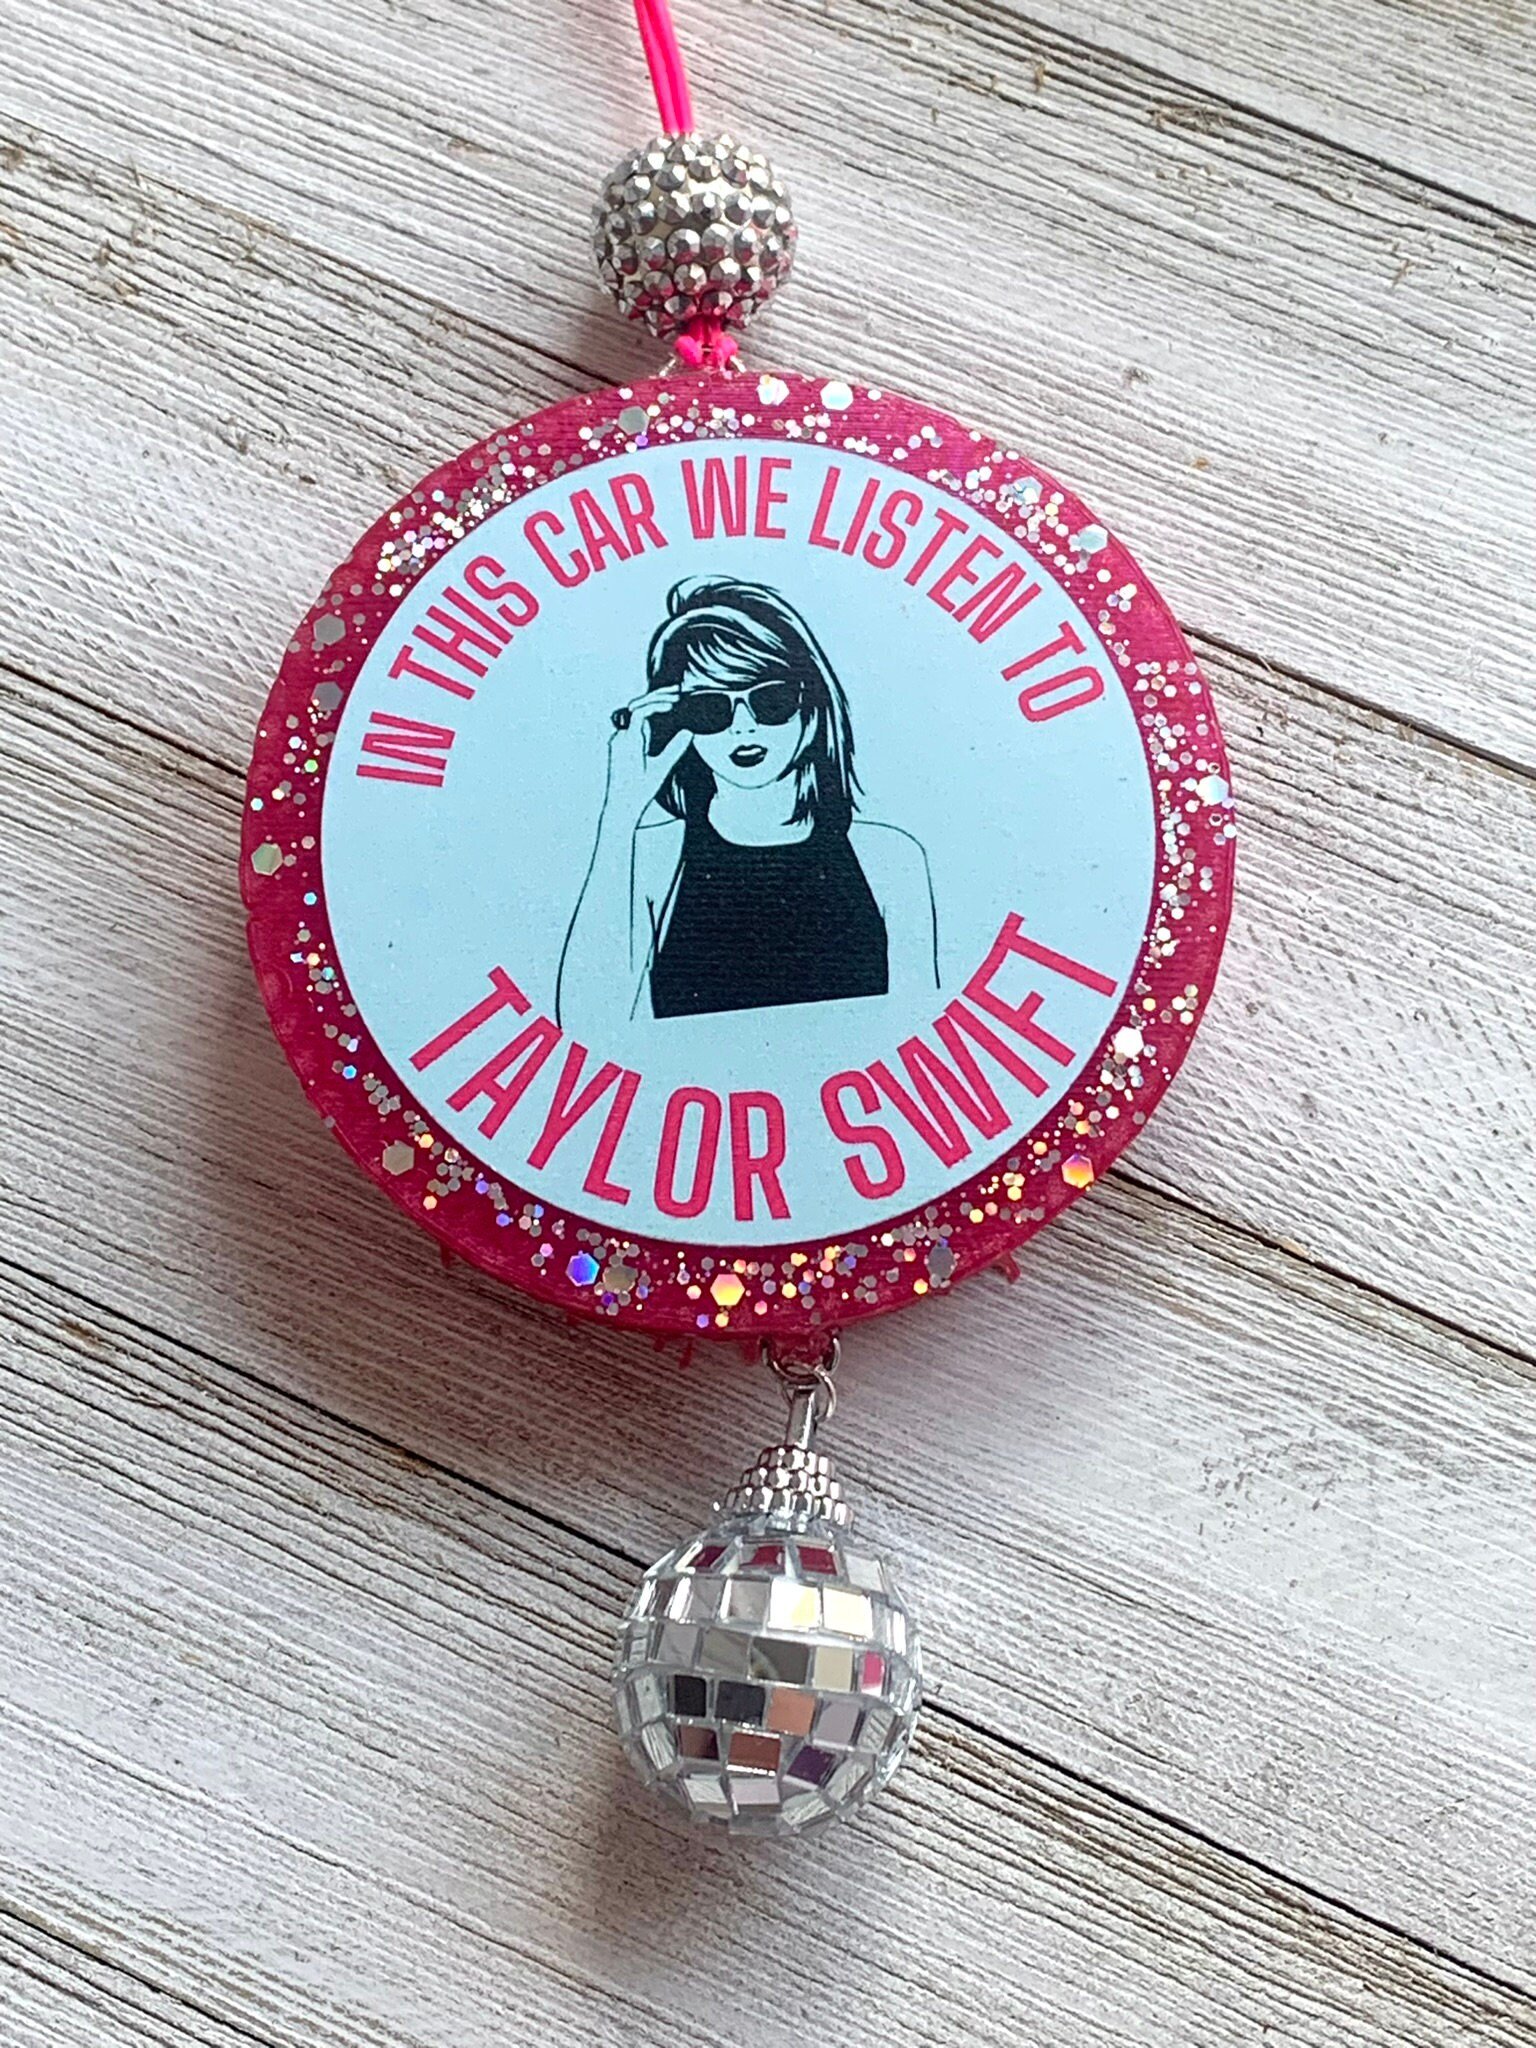 IN THIS CAR WE LISTEN TO
TAYLOR SWIFT